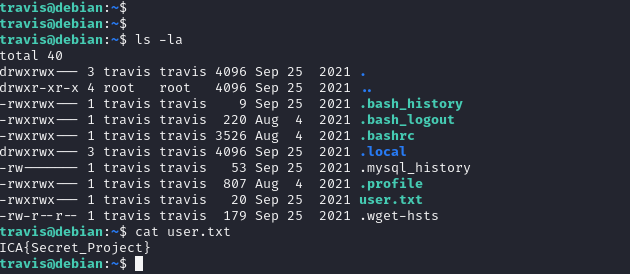 travis@debian:~$
travis@debian:~$
travis@debian:~$ ls -la
total 40
drwxrwx--- 3 travis travis 4096 Sep 25  2021 .
drwxr-xr-x 4 root   root   4096 Sep 25  2021 ..
-rwxrwx--- 1 travis travis    9 Sep 25  2021 .bash_history
-rwxrwx--- 1 travis travis  220 Aug  4  2021 .bash_logout
-rwxrwx--- 1 travis travis 3526 Aug  4  2021 .bashrc
drwxrwx--- 3 travis travis 4096 Sep 25  2021 .local
-rw------- 1 travis travis   53 Sep 25  2021 .mysql_history
-rwxrwx--- 1 travis travis  807 Aug  4  2021 .profile
-rwxrwx--- 1 travis travis   20 Sep 25  2021 user.txt
-rw-r--r-- 1 travis travis  179 Sep 25  2021 .wget-hsts
travis@debian:~$ cat user.txt
ICA{Secret_Project}
travis@debian:~$